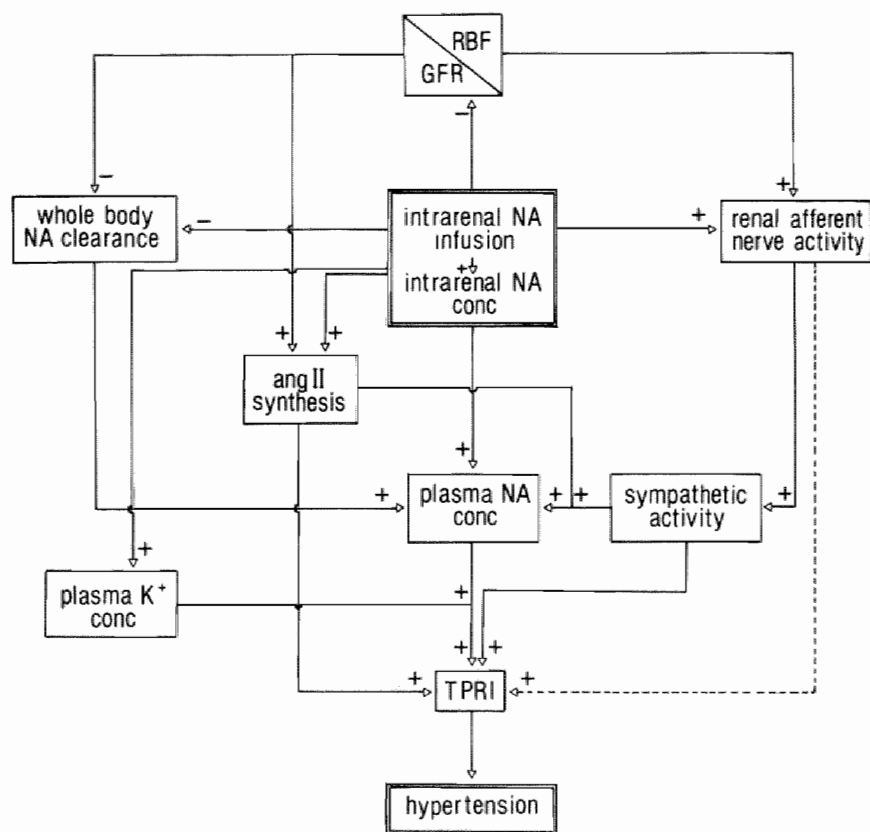 RBF
GFR
−
−
+
whole body
NA clearance
−
intrarenal NA
infusion
+
intrarenal NA
conc
+
renal afferent
nerve activity
+
+
ang II
synthesis
+
+
plasma NA
conc
+
+
sympathetic
activity
+
+
plasma K+
conc
+
+
+
+
TPRI
+
hypertension